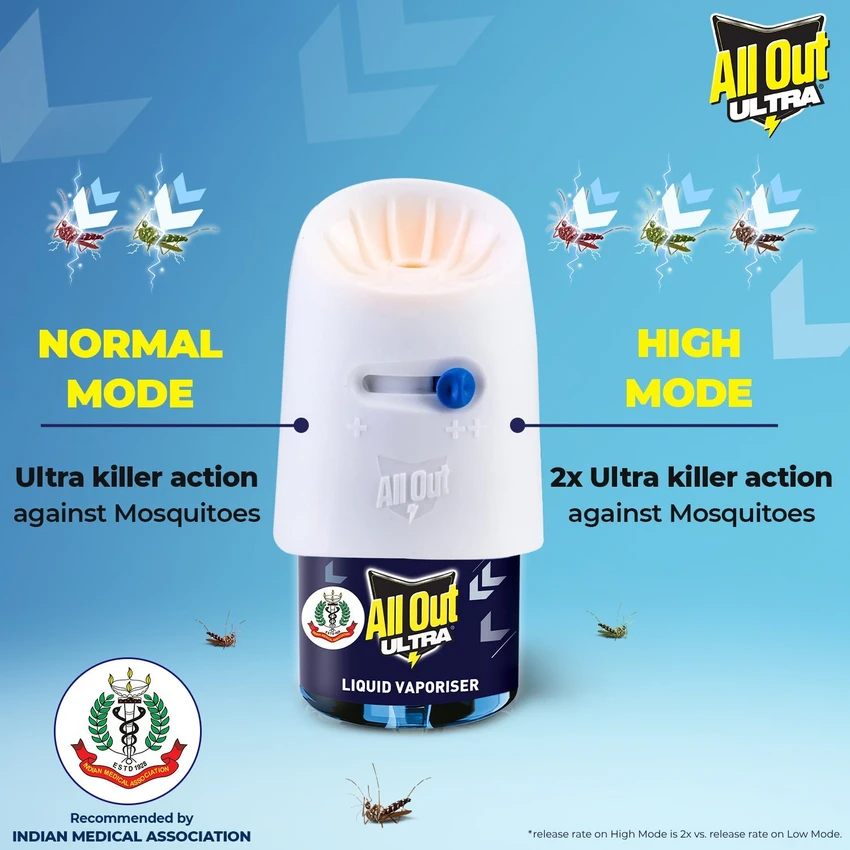 All Out
ULTRA
NORMAL
MODE
Ultra killer action
against Mosquitoes
HIGH
MODE
2x Ultra killer action
against Mosquitoes
+
++
All Out
All Out
ULTRA
LIQUID VAPORISER
ESTD 1928
INDIAN MEDICAL ASSOCIATION
Recommended by
INDIAN MEDICAL ASSOCIATION
*release rate on High Mode is 2x vs. release rate on Low Mode.